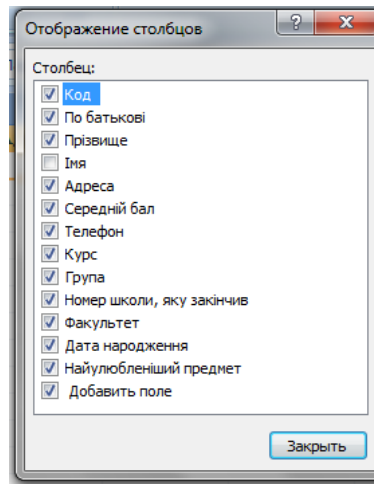 Отображение столбцов
Столбец:
Код
По батькові
Прізвище
Імя
Адреса
Середній бал
Телефон
Курс
Група
Номер школи, яку закінчив
Факультет
Дата народження
Найулюбленіший предмет
Добавить поле
Закрыть